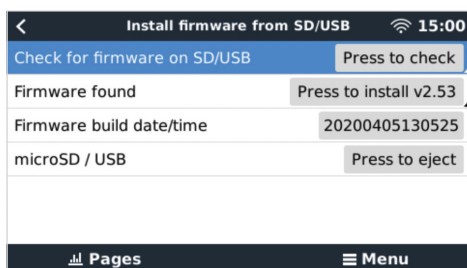 Install firmware from SD/USB 15:00
Check for firmware on SD/USB Press to check
Firmware found Press to install v2.53
Firmware build date/time 20200405130525
microSD / USB Press to eject
Pages Menu